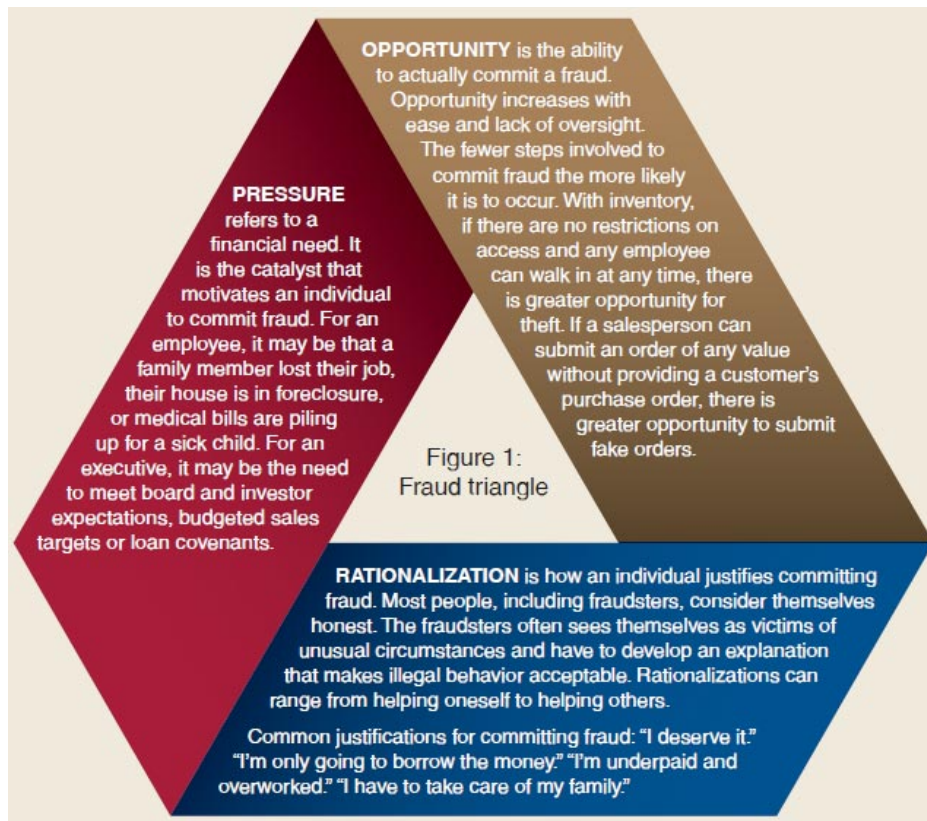 OPPORTUNITY is the ability
to actually commit a fraud.
Opportunity increases with
ease and lack of oversight.
The fewer steps involved to
commit fraud the more likely
it is to occur. With inventory,
if there are no restrictions on
access and any employee
can walk in at any time, there
is greater opportunity for
theft. If a salesperson can
submit an order of any value
without providing a customer's
purchase order, there is
greater opportunity to submit
fake orders.
PRESSURE
refers to a
financial need. It
is the catalyst that
motivates an individual
to commit fraud. For an
employee, it may be that a
family member lost their job,
their house is in foreclosure,
or medical bills are piling
up for a sick child. For an
executive, it may be the need
to meet board and investor
expectations, budgeted sales
targets or loan covenants.
Figure 1:
Fraud triangle
RATIONALIZATION is how an individual justifies committing
fraud. Most people, including fraudsters, consider themselves
honest. The fraudsters often sees themselves as victims of
unusual circumstances and have to develop an explanation
that makes illegal behavior acceptable. Rationalizations can
range from helping oneself to helping others.
Common justifications for committing fraud: “I deserve it.”
“I'm only going to borrow the money.” “I'm underpaid and
overworked.” “I have to take care of my family.”